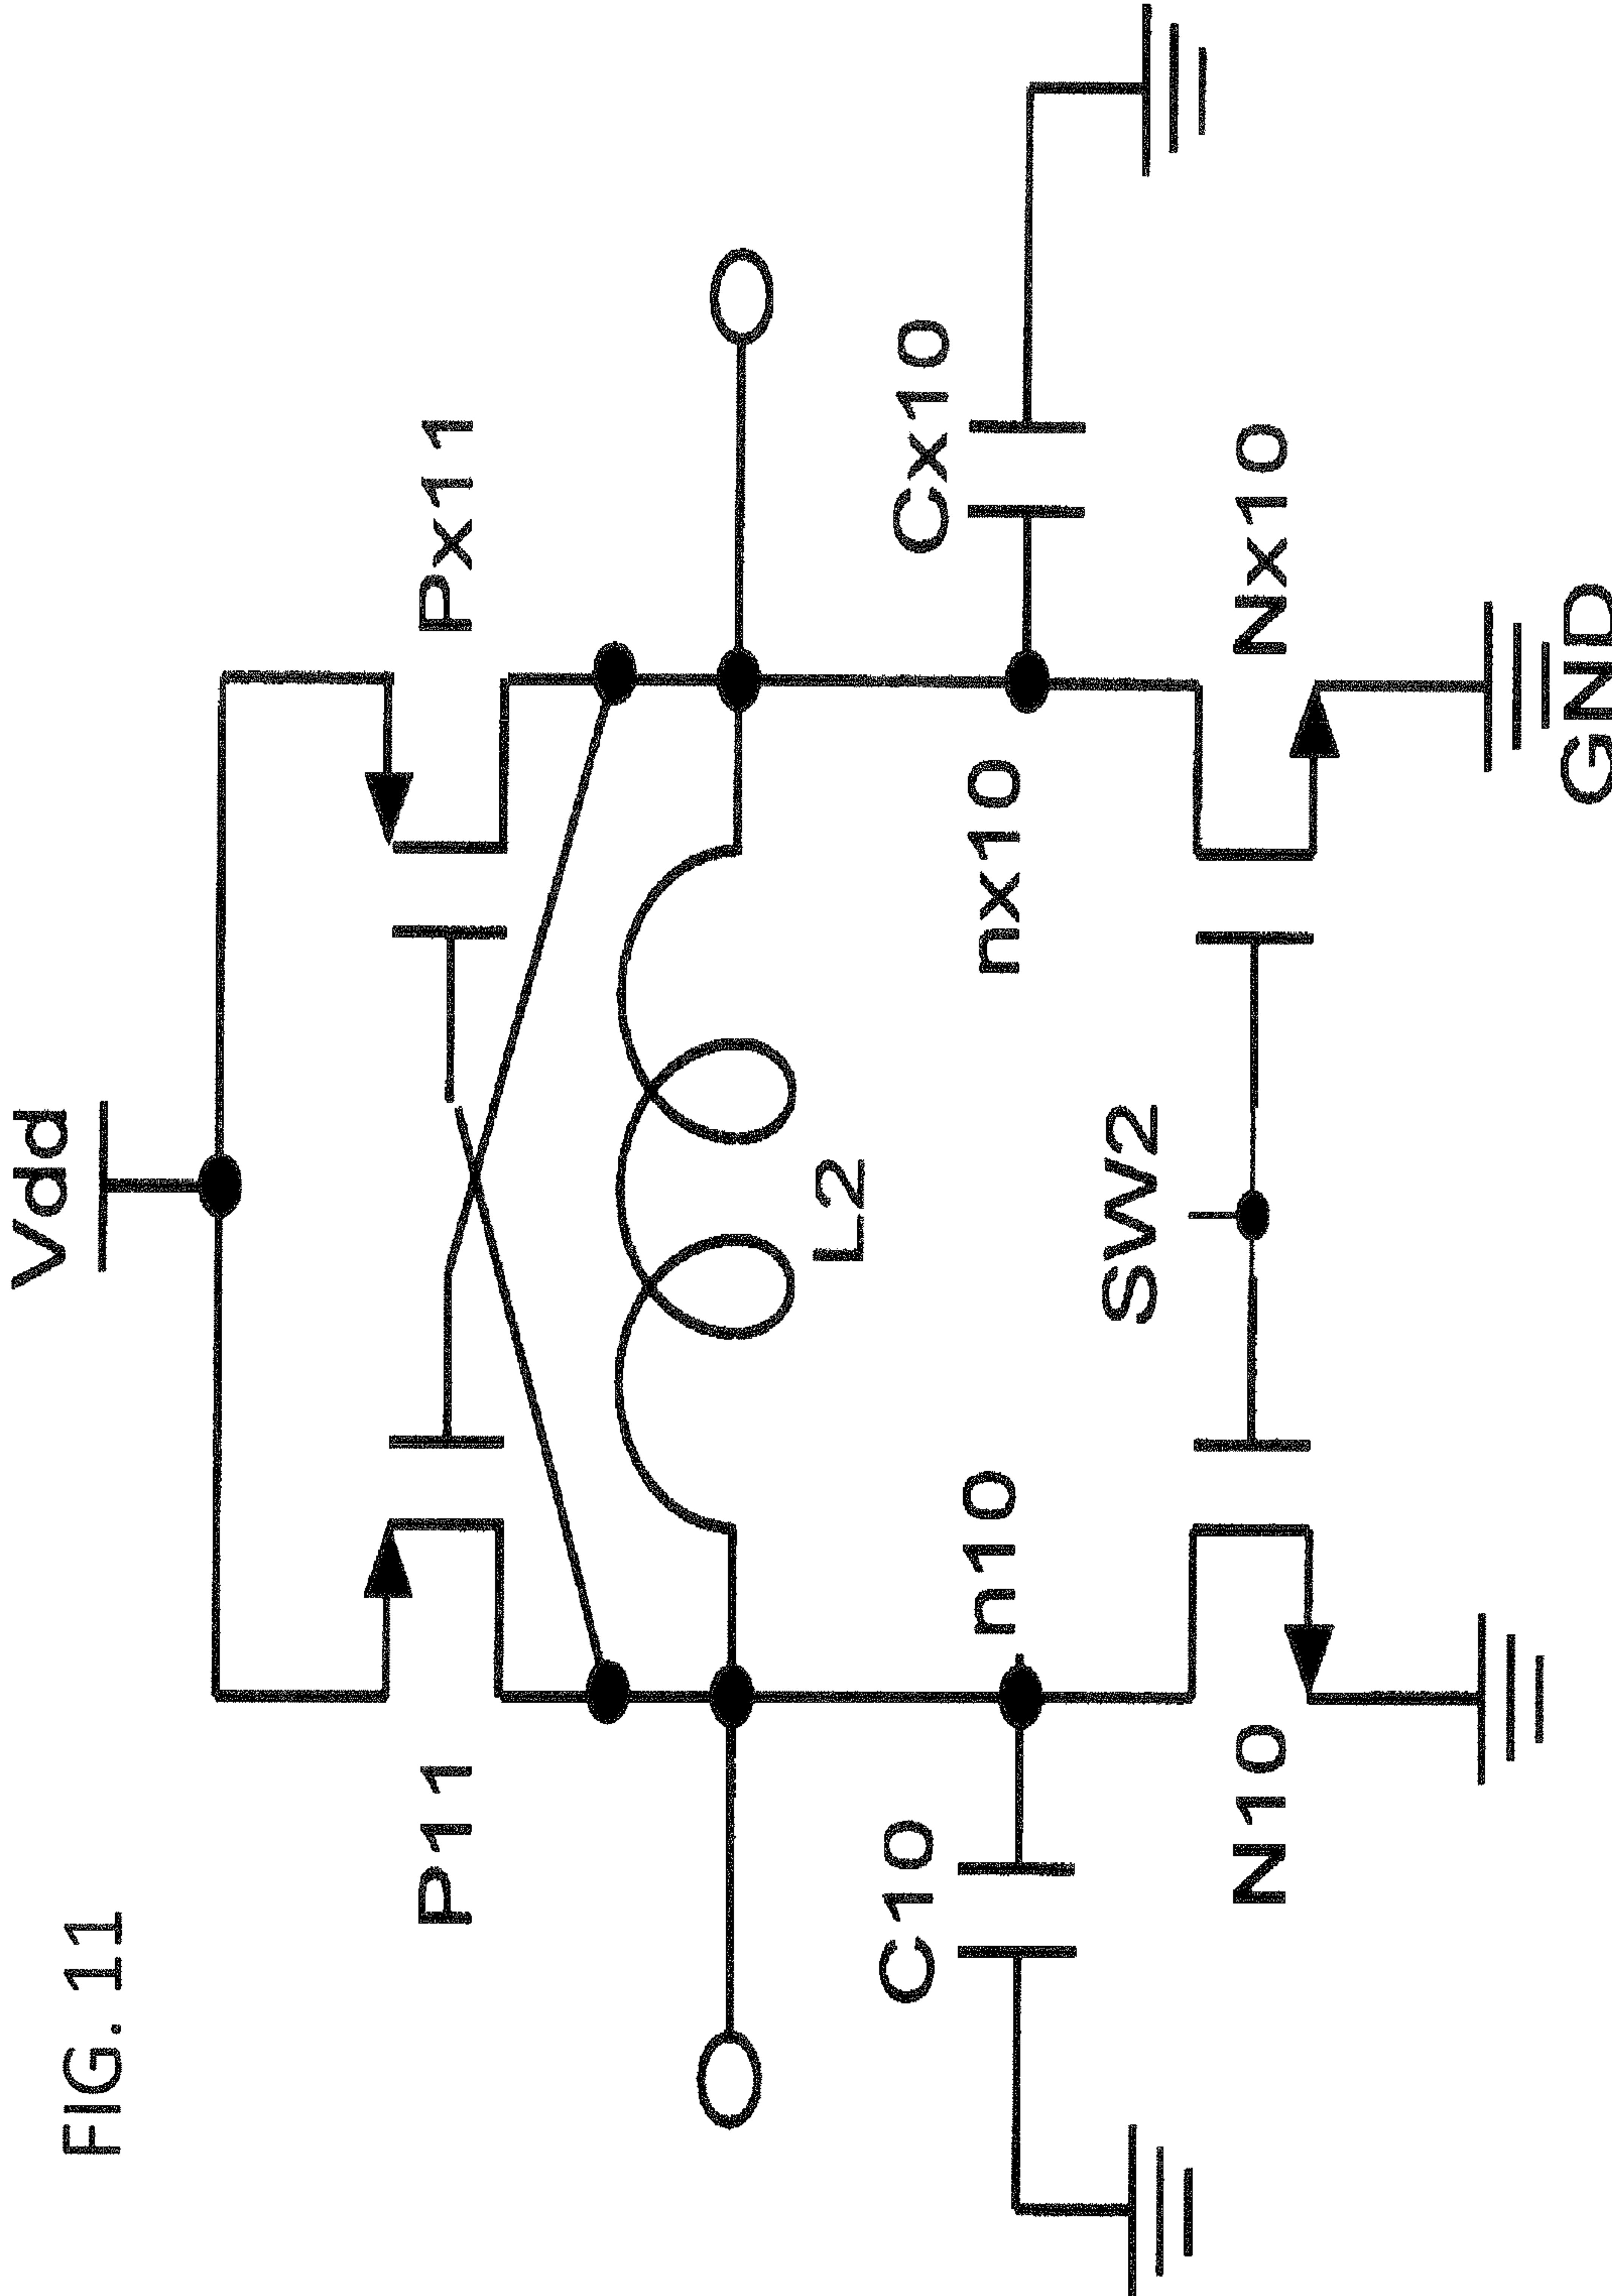 FIG. 11
Vdd
P11
Px11
L2
C10
n10
nx10
Cx10
SW2
N10
Nx10
GND